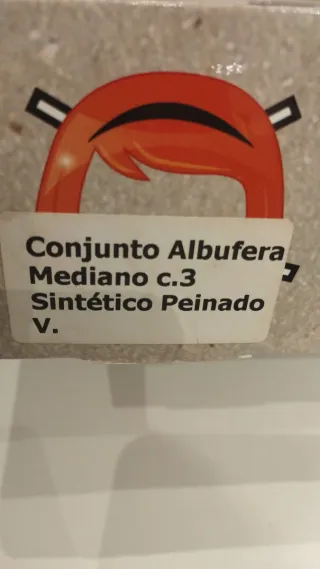 Conjunto Albufera
Mediano c.3
Sintético Peinado
V.